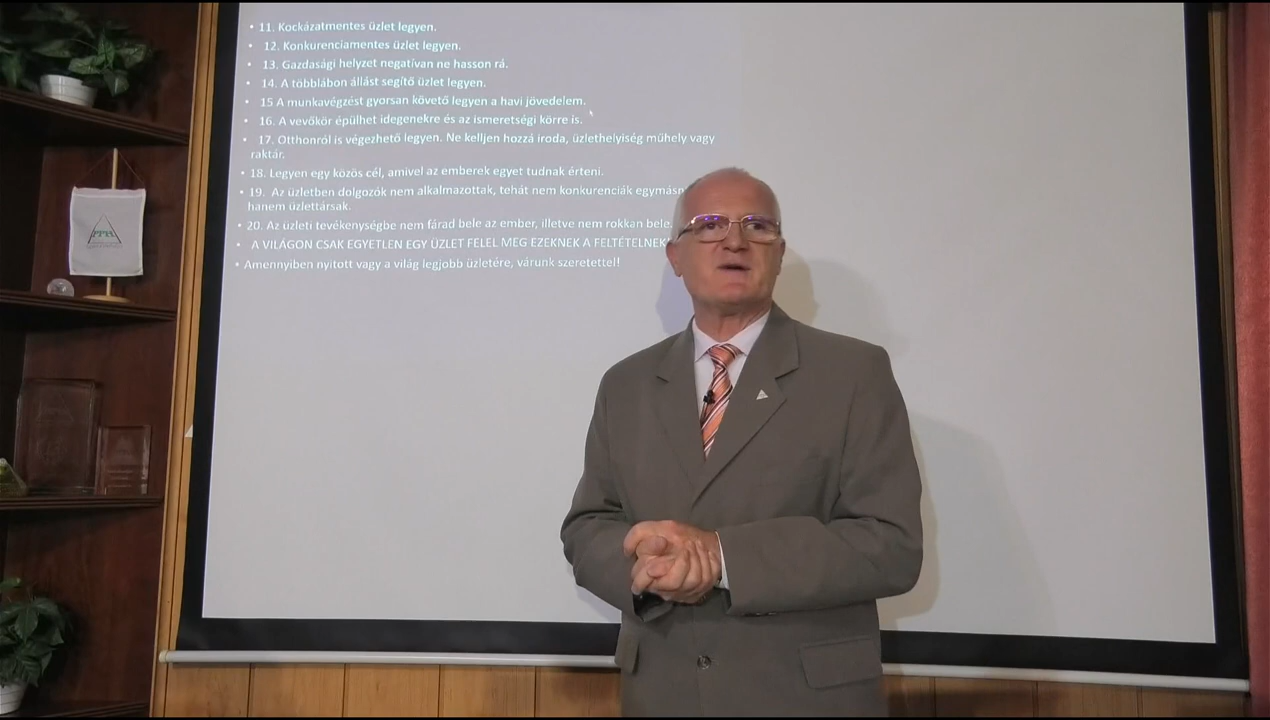 • 11. Kockázatmentes üzlet legyen.
• 12. Konkurenciamentes üzlet legyen.
• 13. Gazdasági helyzet negatívan ne hasson rá.
• 14. A többlábon állást segítő üzlet legyen.
• 15 A munkavégzést gyorsan követő legyen a havi jövedelem.
• 16. A vevőkör épülhet idegenekre és az ismeretségi körre is.
• 17. Otthonról is végezhető legyen. Ne kelljen hozzá iroda, üzlethelyiség műhely vagy
raktár.
• 18. Legyen egy közös cél, amivel az emberek egyet tudnak érteni.
• 19. Az üzletben dolgozók nem alkalmazottak, tehát nem konkurenciák
hanem üzlettársak.
• 20. Az üzleti tevékenységbe nem fárad bele az ember, illetve nem rokkan bele.
• A VILÁGON CSAK EGYETLEN EGY ÜZLET FELEL MEG EZEKNEK A FELTÉTELNEK
• Amennyiben nyitott vagy a világ legjobb üzletére, várunk szeretettel!